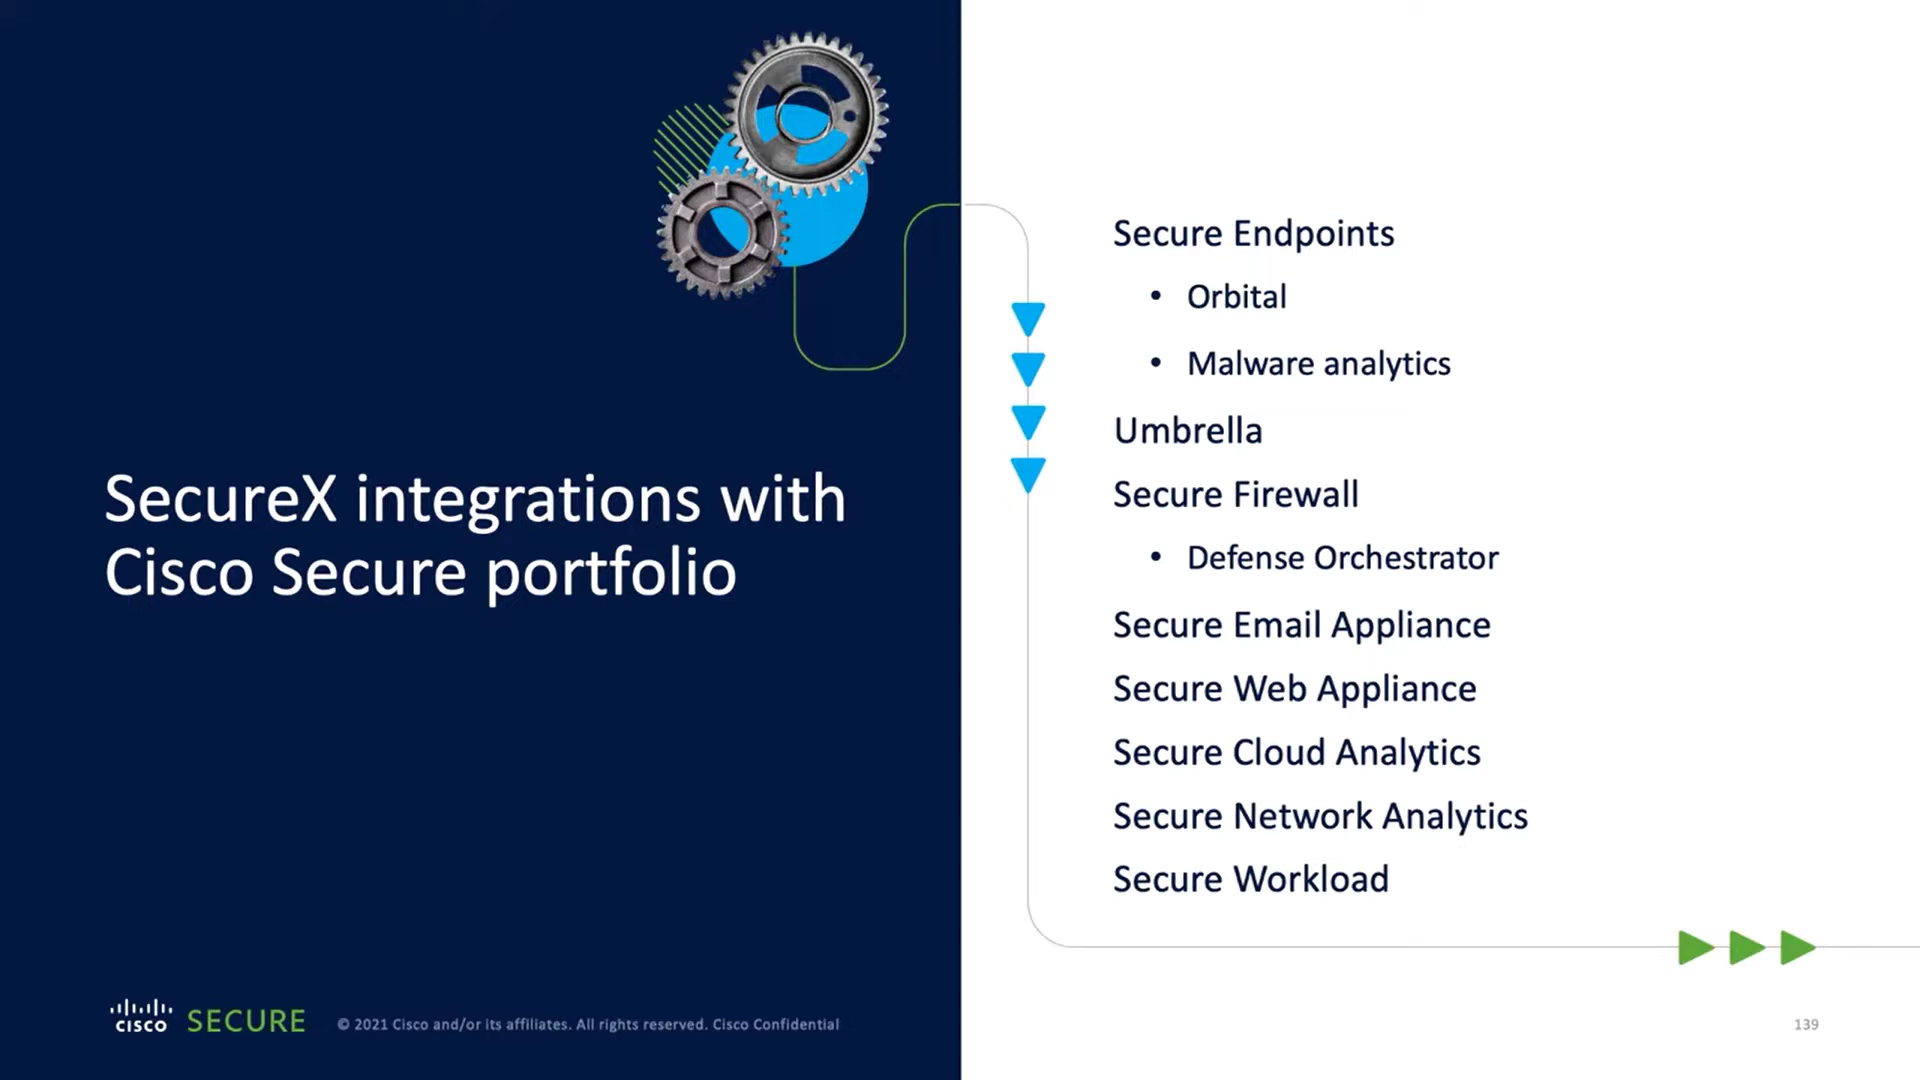 SecureX integrations with
Cisco Secure portfolio
Secure Endpoints
• Orbital
• Malware analytics
Umbrella
Secure Firewall
• Defense Orchestrator
Secure Email Appliance
Secure Web Appliance
Secure Cloud Analytics
Secure Network Analytics
Secure Workload
CISCO SECURE © 2021 Cisco and/or its affiliates. All rights reserved. Cisco Confidential
139